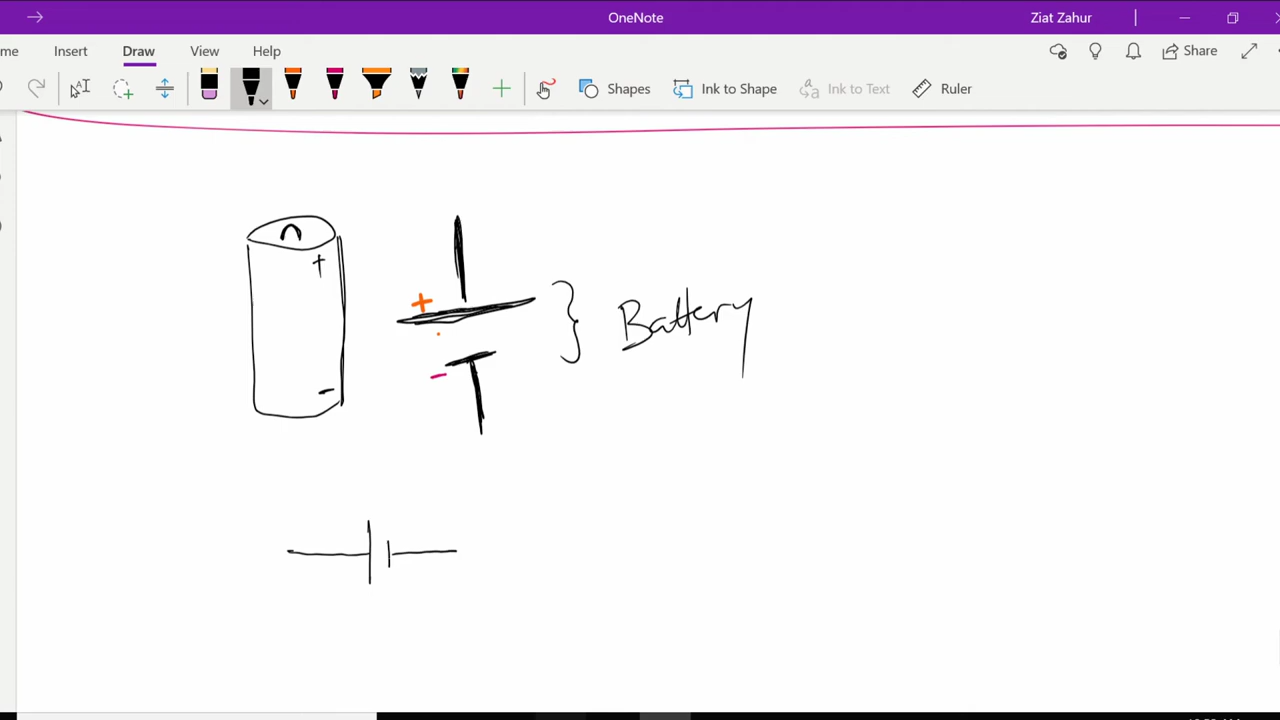 OneNote
Ziat Zahur
me Insert Draw View Help
Share
Shapes Ink to Shape Ink to Text Ruler
+
+
-
-
Battery